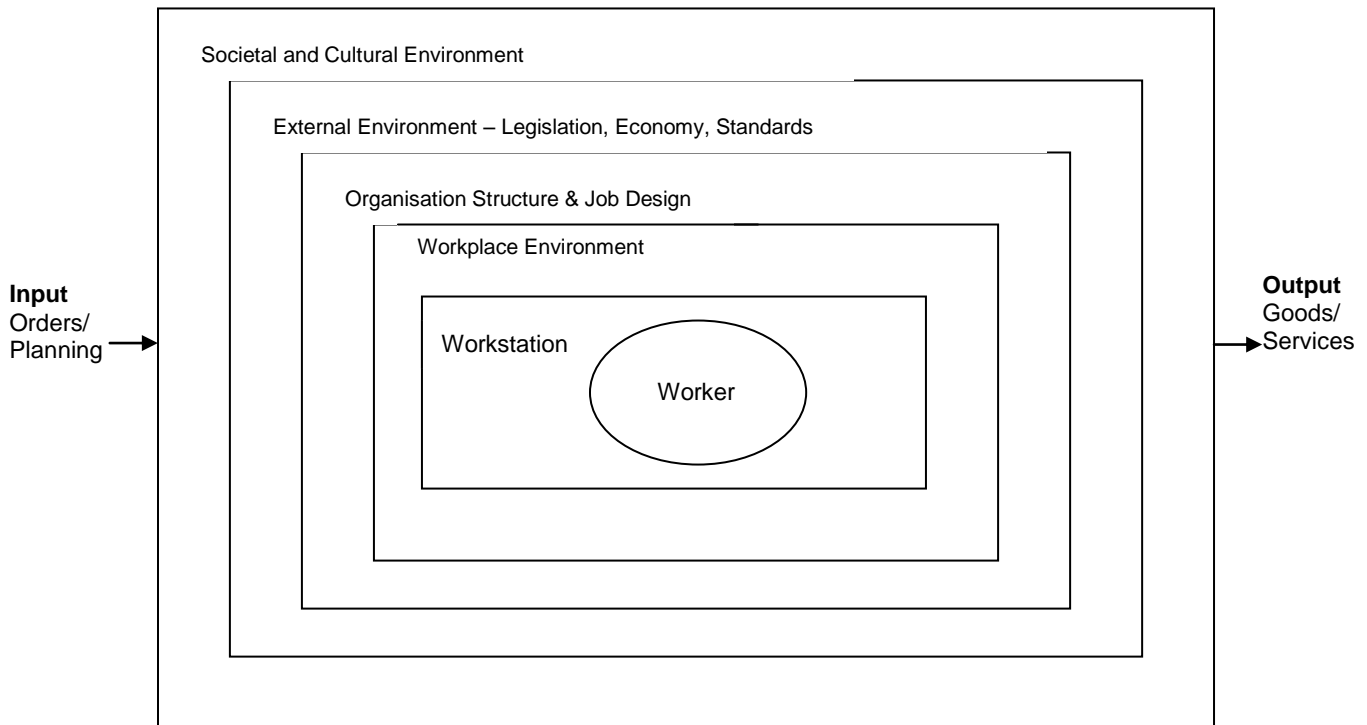 Societal and Cultural Environment
External Environment – Legislation, Economy, Standards
Organisation Structure & Job Design
Workplace Environment
Input
Orders/
Planning
Workstation
Worker
Output
Goods/
Services